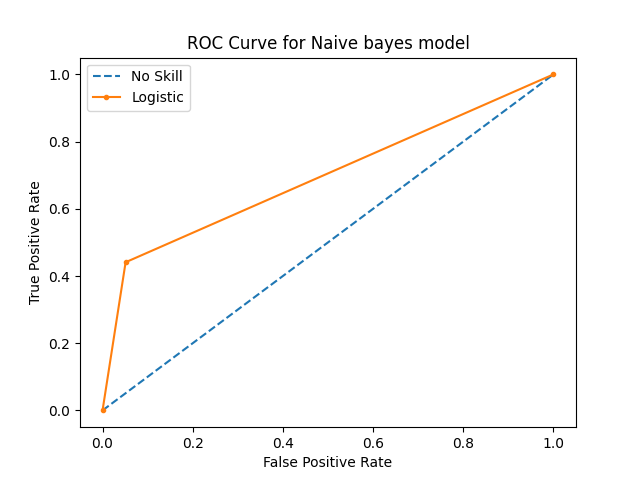 ROC Curve for Naive bayes model
No Skill
Logistic
True Positive Rate
1.0
0.8
0.6
0.4
0.2
0.0
0.0 0.2 0.4 0.6 0.8 1.0
False Positive Rate